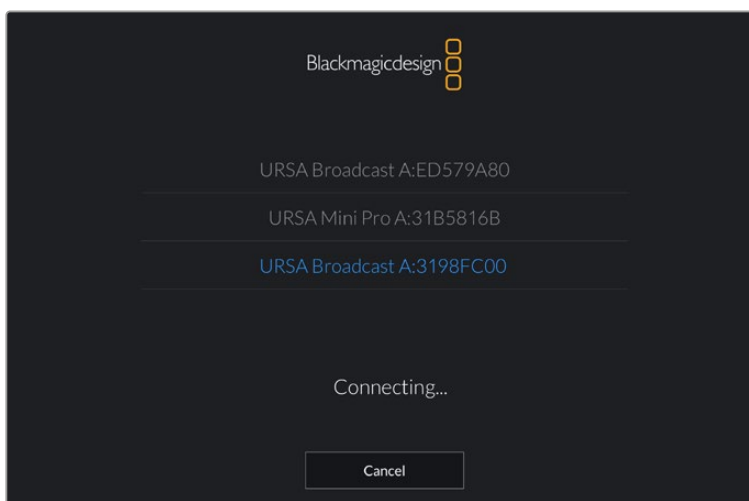 Blackmagicdesign
URSA Broadcast A:ED579A80
URSA Mini Pro A:31B5816B
URSA Broadcast A:3198FC00
Connecting...
Cancel